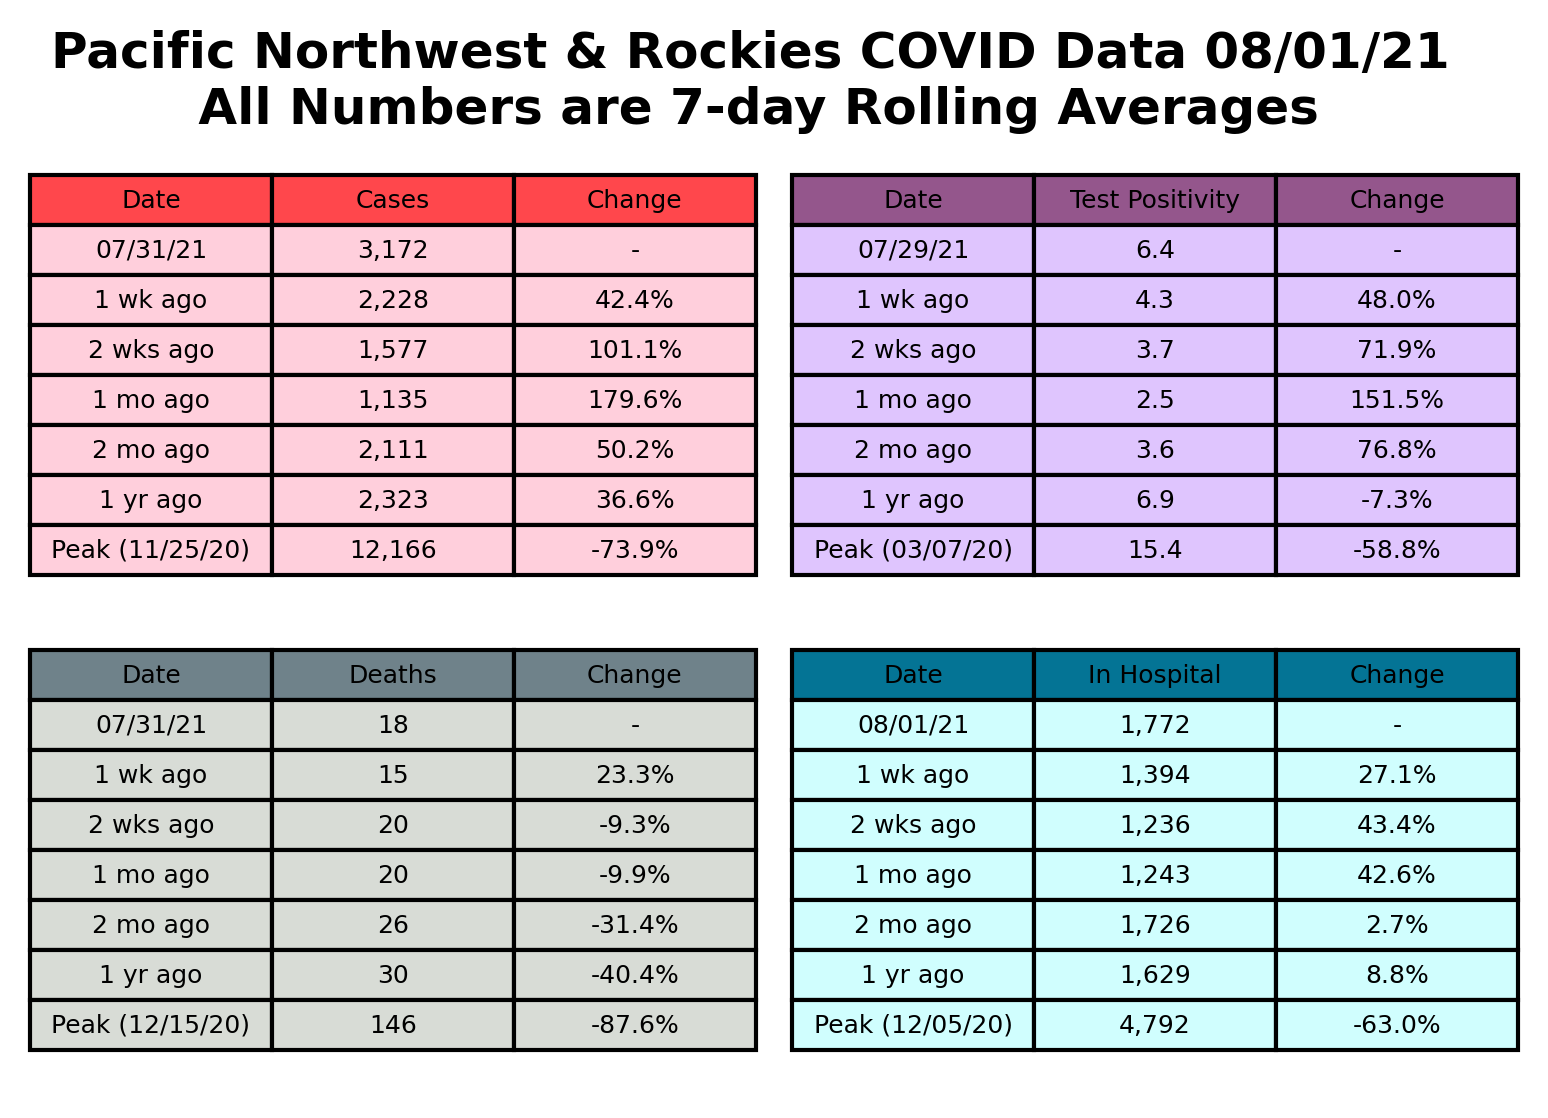 Pacific Northwest & Rockies COVID Data 08/01/21
All Numbers are 7-day Rolling Averages
Date Cases Change
07/31/21 3,172 -
1 wk ago 2,228 42.4%
2 wks ago 1,577 101.1%
1 mo ago 1,135 179.6%
2 mo ago 2,111 50.2%
1 yr ago 2,323 36.6%
Peak (11/25/20) 12,166 -73.9%
Date Test Positivity Change
07/29/21 6.4 -
1 wk ago 4.3 48.0%
2 wks ago 3.7 71.9%
1 mo ago 2.5 151.5%
2 mo ago 3.6 76.8%
1 yr ago 6.9 -7.3%
Peak (03/07/20) 15.4 -58.8%
Date Deaths Change
07/31/21 18 -
1 wk ago 15 23.3%
2 wks ago 20 -9.3%
1 mo ago 20 -9.9%
2 mo ago 26 -31.4%
1 yr ago 30 -40.4%
Peak (12/15/20) 146 -87.6%
Date In Hospital Change
08/01/21 1,772 -
1 wk ago 1,394 27.1%
2 wks ago 1,236 43.4%
1 mo ago 1,243 42.6%
2 mo ago 1,726 2.7%
1 yr ago 1,629 8.8%
Peak (12/05/20) 4,792 -63.0%